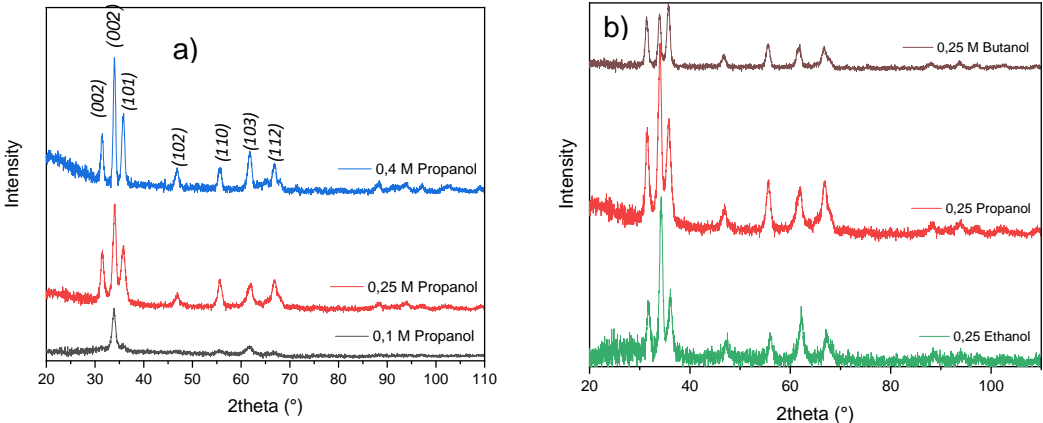 a)
(002)
(002)
(101)
(102)
(110)
(103)
(112)
0,4 M Propanol
0,25 M Propanol
0,1 M Propanol
Intensity
20 30 40 50 60 70 80 90 100 110
2theta (°)
b)
0,25 M Butanol
0,25 Propanol
0,25 Ethanol
Intensity
20 40 60 80 100
2theta (°)